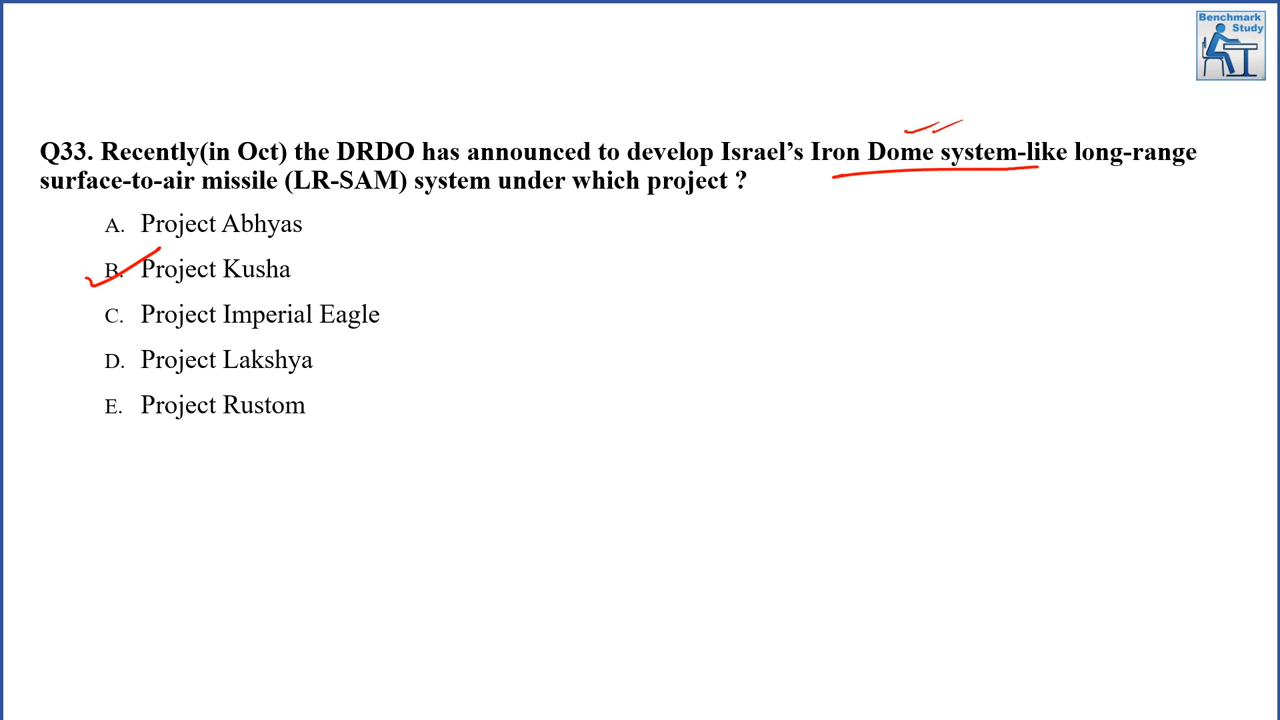 Benchmark
Study
Q33. Recently(in Oct) the DRDO has announced to develop Israel’s Iron Dome system-like long-range
surface-to-air missile (LR-SAM) system under which project ?
A. Project Abhyas
B. Project Kusha
C. Project Imperial Eagle
D. Project Lakshya
E. Project Rustom